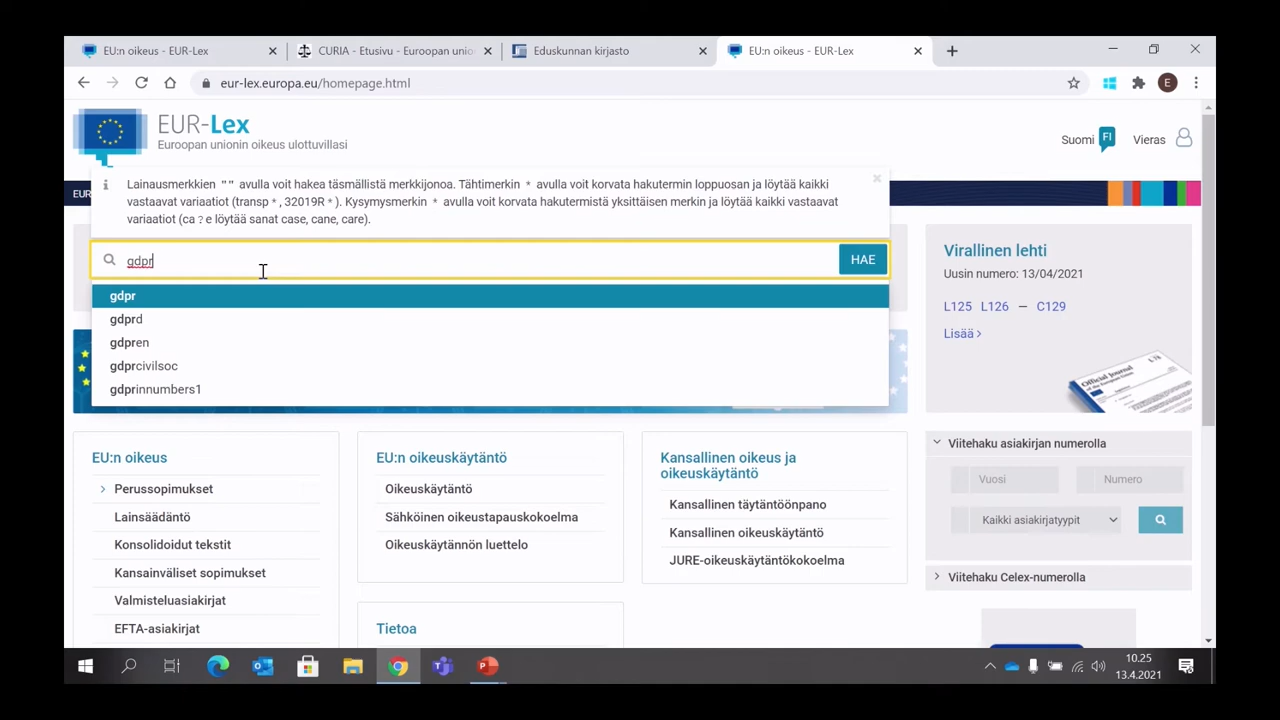 EU:n oikeus - EUR-Lex
CURIA - Etusivu - Euroopan unio
Eduskunnan kirjasto
EU:n oikeus - EUR-Lex
eur-lex.europa.eu/homepage.html
E
EUR-Lex
Euroopan unionin oikeus ulottuvillasi
Suomi FI
Vieras
EUR
Lainausmerkkien "" avulla voit hakea täsmällistä merkkijonoa. Tähtimerkin * avulla voit korvata hakutermin loppuosan ja löytää kaikki
vastaavat variaatiot (transp*, 32019R*). Kysymysmerkin * avulla voit korvata hakutermistä yksittäisen merkin ja löytää kaikki vastaavat
variaatiot (ca?e löytää sanat case, cane, care).
gdpr
HAE
gdpr
gdprd
gdpren
gdprcivilsoc
gdprinnumbers1
Virallinen lehti
Uusin numero: 13/04/2021
L125 L126 — C129
Lisää
Official Journal
EU:n oikeus
Perussopimukset
Lainsäädäntö
Konsolidoidut tekstit
Kansainväliset sopimukset
Valmisteluasiakirjat
EFTA-asiakirjat
EU:n oikeuskäytäntö
Oikeuskäytäntö
Sähköinen oikeustapauskokoelma
Oikeuskäytännön luettelo
Tietoa
Kansallinen oikeus ja
oikeuskäytäntö
Kansallinen täytäntöönpano
Kansallinen oikeuskäytäntö
JURE-oikeuskäytäntökokoelma
Viitehaku asiakirjan numerolla
Vuosi
Numero
Kaikki asiakirjatyypit
Viitehaku Celex-numerolla
10.25
13.4.2021